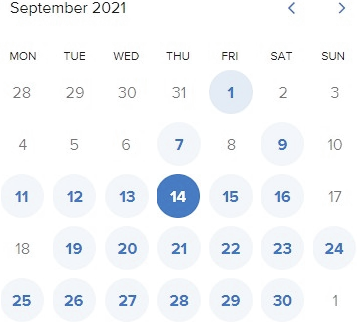 September 2021
MON TUE WED THU FRI SAT SUN
28 29 30 31 1 2 3
4 5 6 7 8 9 10
11 12 13 14 15 16 17
18 19 20 21 22 23 24
25 26 27 28 29 30 1